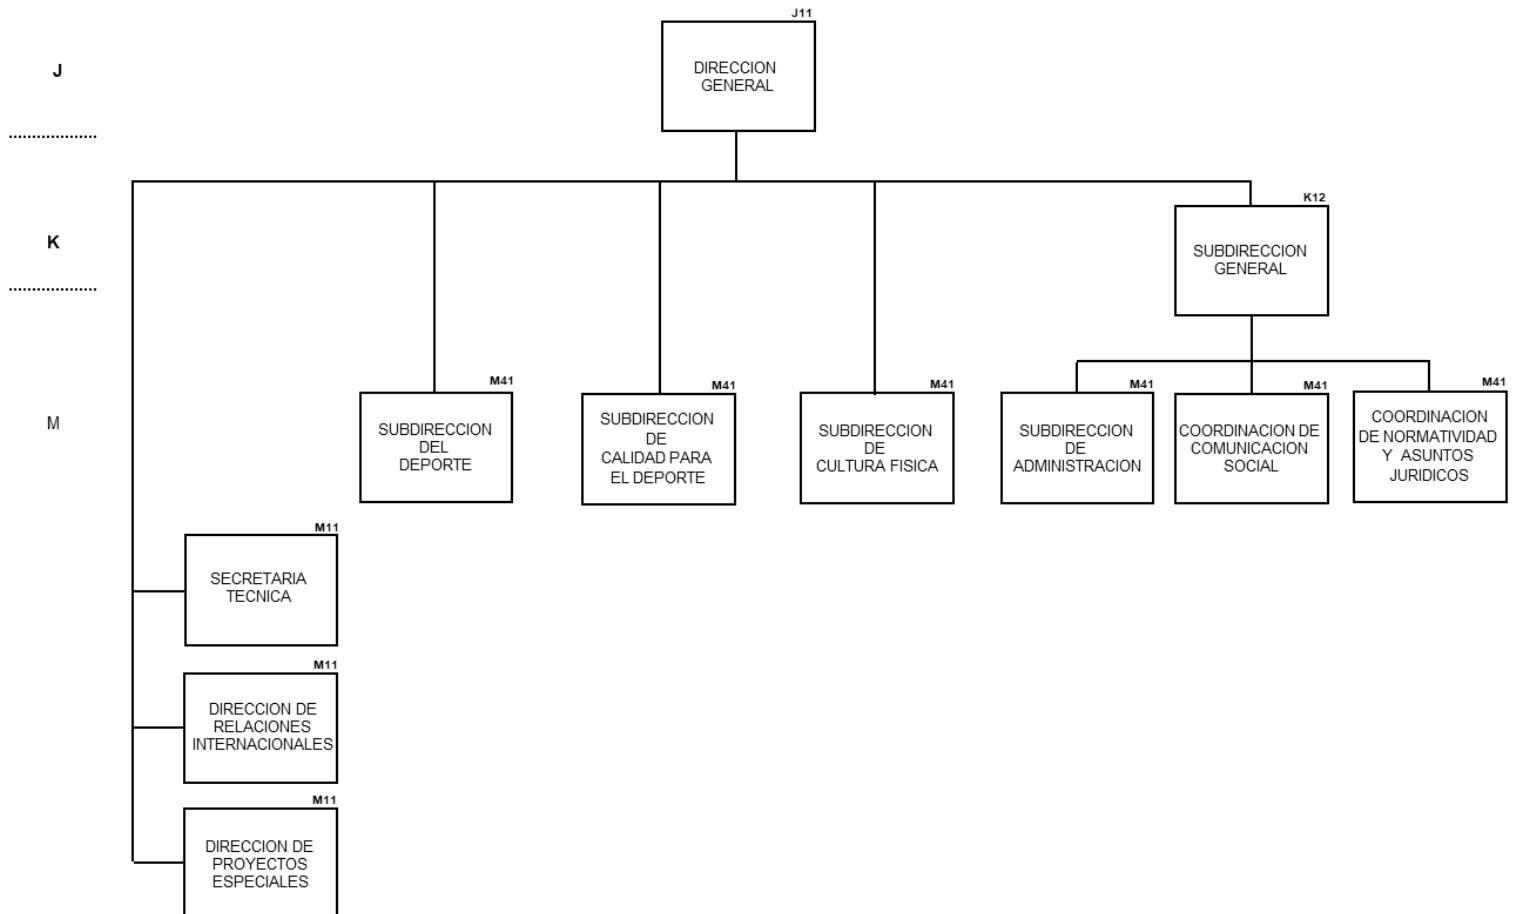 J11
J
DIRECCION
GENERAL
K12
K
SUBDIRECCION
GENERAL
M
M41
SUBDIRECCION
DEL
DEPORTE
M41
SUBDIRECCION
DE
CALIDAD PARA
EL DEPORTE
M41
SUBDIRECCION
DE
CULTURA FISICA
M41
SUBDIRECCION
DE
ADMINISTRACION
M41
COORDINACION DE
COMUNICACION
SOCIAL
M41
COORDINACION
DE NORMATIVIDAD
Y ASUNTOS
JURIDICOS
M11
SECRETARIA
TECNICA
M11
DIRECCION DE
RELACIONES
INTERNACIONALES
M11
DIRECCION DE
PROYECTOS
ESPECIALES